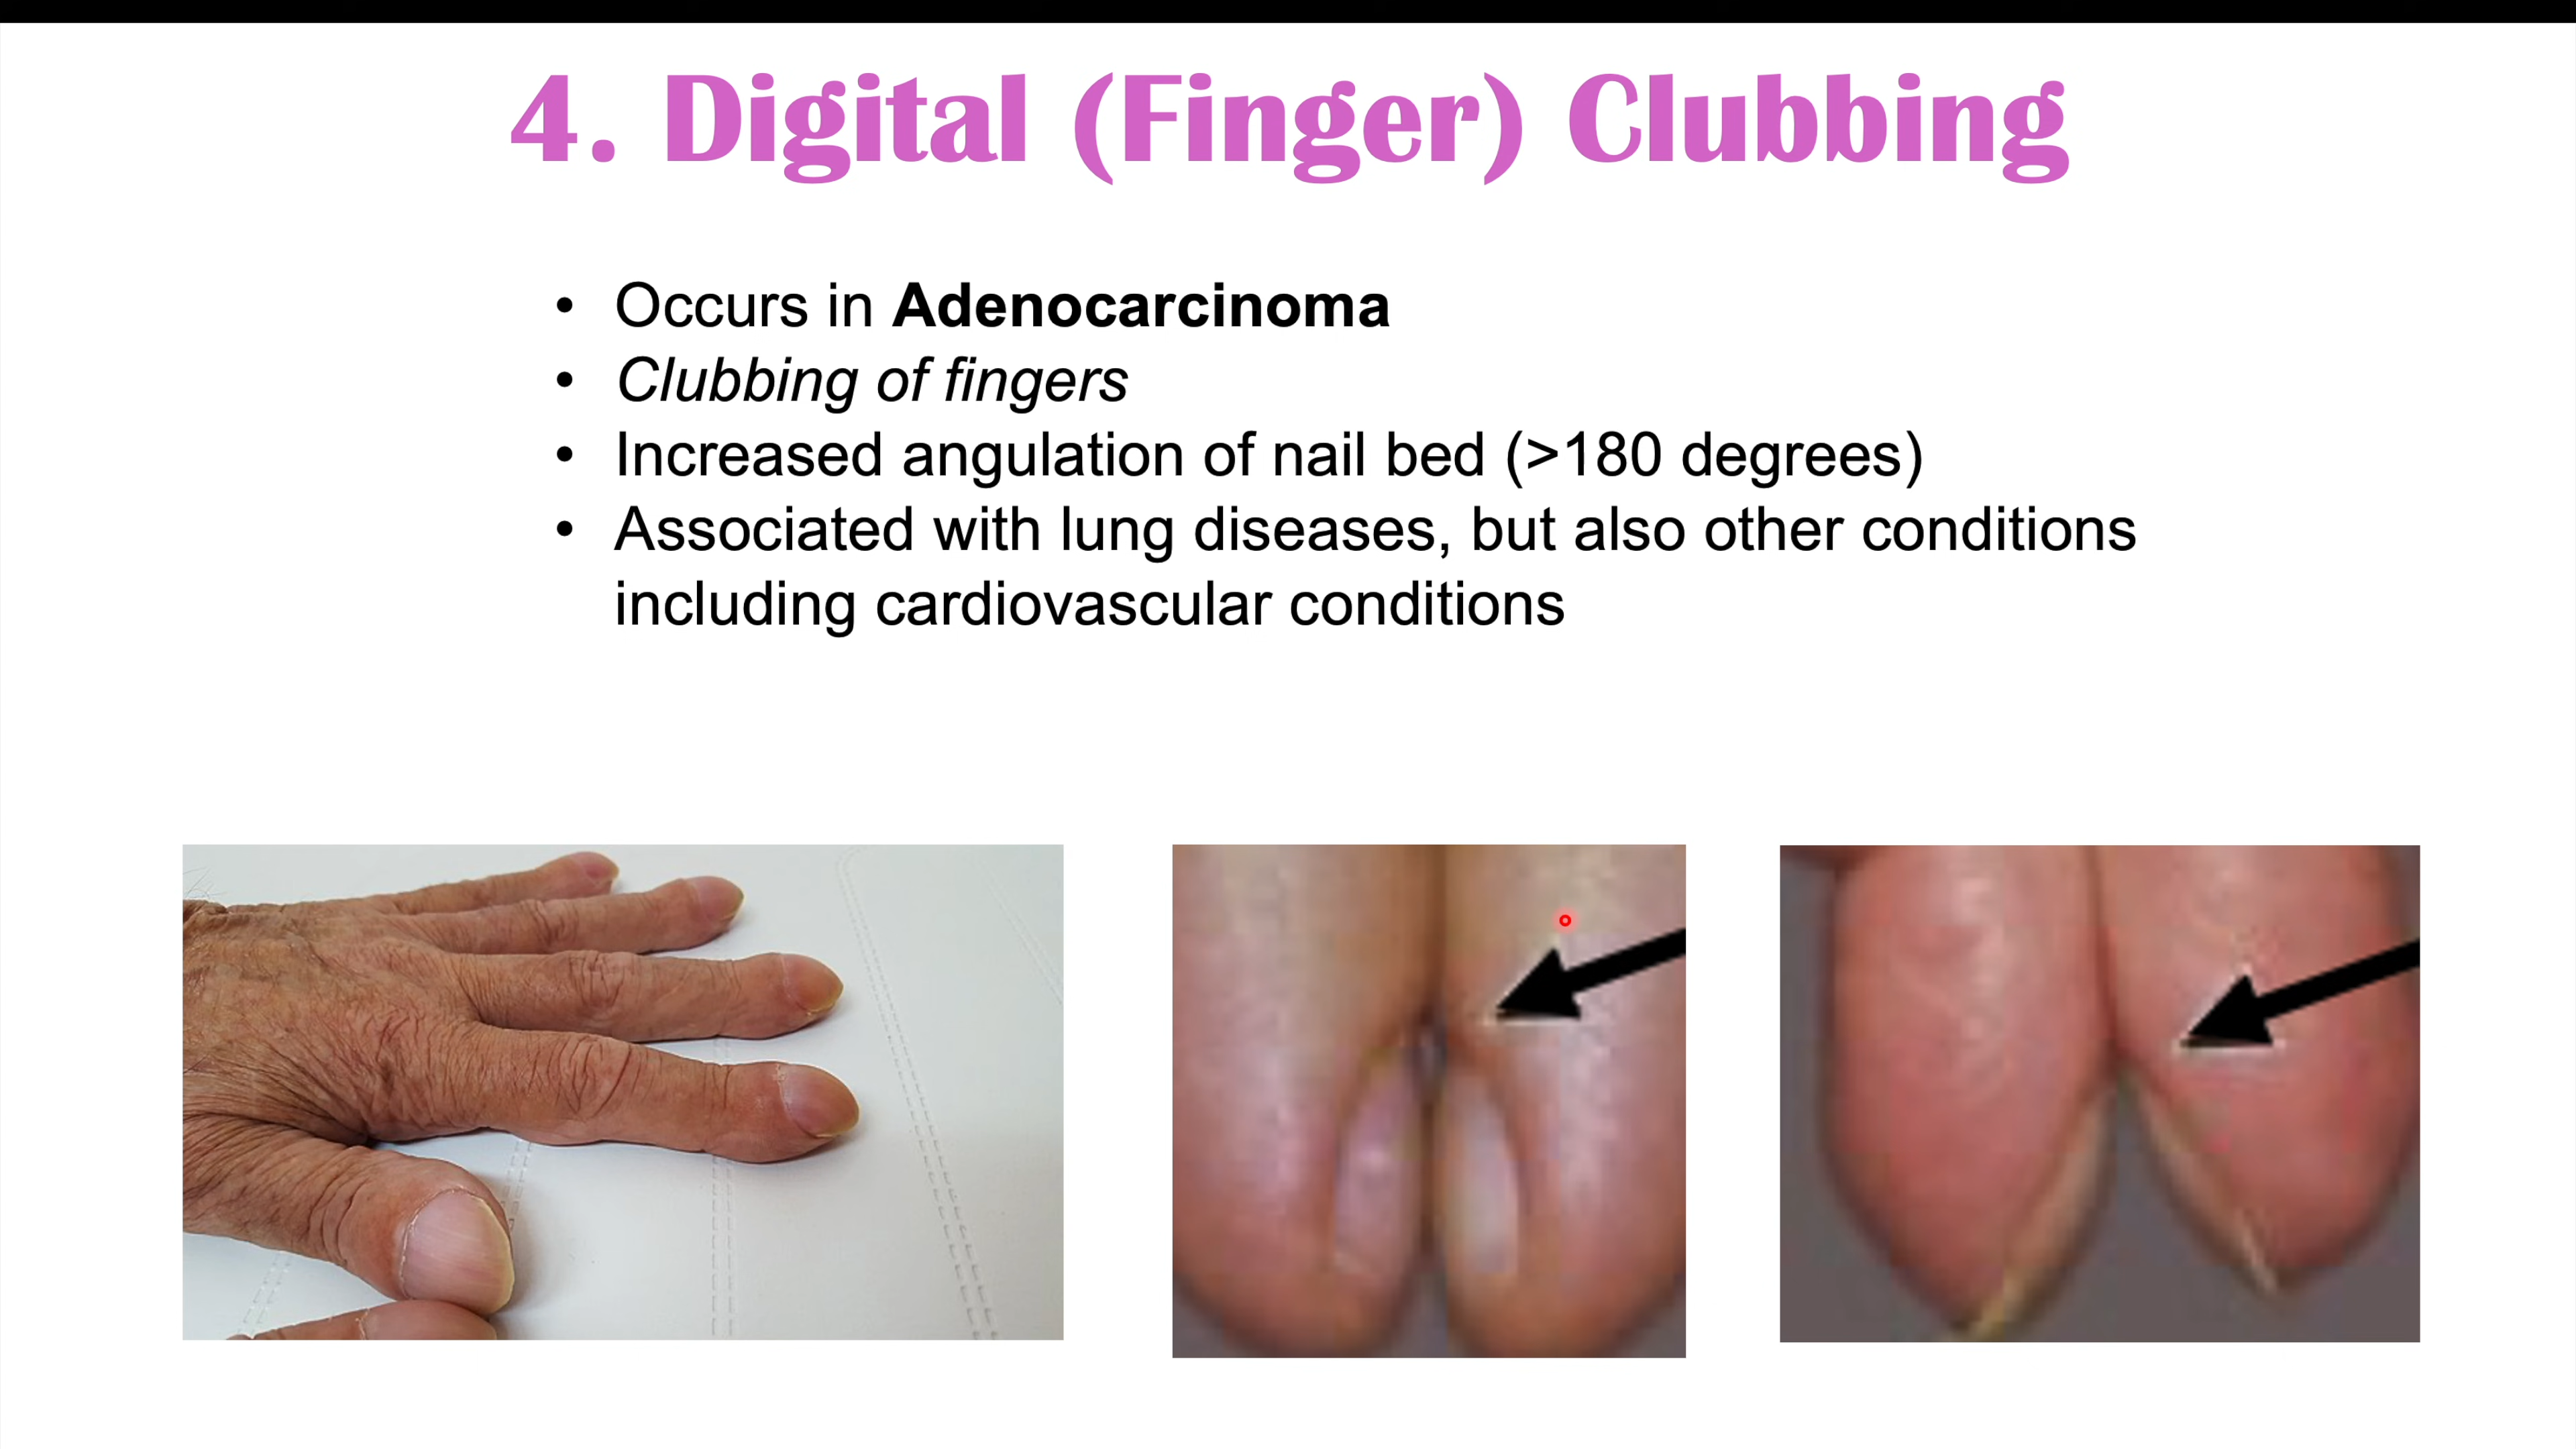 4. Digital (Finger) Clubbing
• Occurs in Adenocarcinoma
• Clubbing of fingers
• Increased angulation of nail bed (>180 degrees)
• Associated with lung diseases, but also other conditions
including cardiovascular conditions